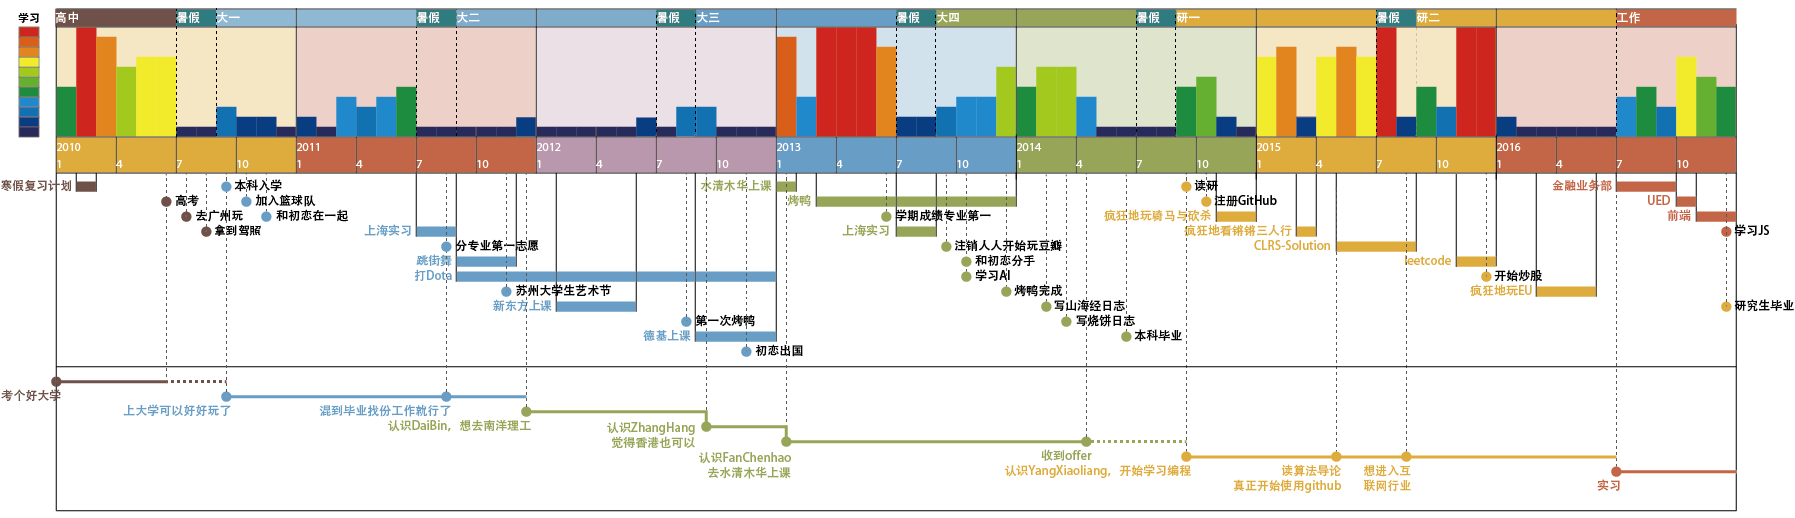 学习
高中 暑假 大一 暑假 大二 暑假 大三 暑假 大四 暑假 研一 暑假 研二 工作
2010 2011 2012 2013 2014 2015 2016
1 4 7 10 1 4 7 10 1 4 7 10 1 4 7 10 1 4 7 10 1 4 7 10 1 4 7 10
寒假复习计划
本科入学
水清木华上课
读研
金融业务部
高考
加入篮球队
烤鸭
注册GitHub
UED
去广州玩
和初恋在一起
学期成绩专业第一
疯狂地玩骑马与砍杀
前端
拿到驾照
上海实习
上海实习
疯狂地看锵锵三人行
学习JS
分专业第一志愿
注销人人开始玩豆瓣
CLRS-Solution
跳街舞
和初恋分手
leetcode
打Dota
学习AI
开始炒股
苏州大学生艺术节
烤鸭完成
疯狂地玩EU
新东方上课
写山海经日志
研究生毕业
第一次烤鸭
写烧饼日志
德基上课
本科毕业
初恋出国
考个好大学
上大学可以好好玩了
混到毕业找份工作就行了
认识DaiBin，想去南洋理工
认识ZhangHang
觉得香港也可以
认识FanChenhao
去水清木华上课
收到offer
认识YangXiaoliang，开始学习编程
读算法导论
真正开始使用github
想进入互
联网行业
实习